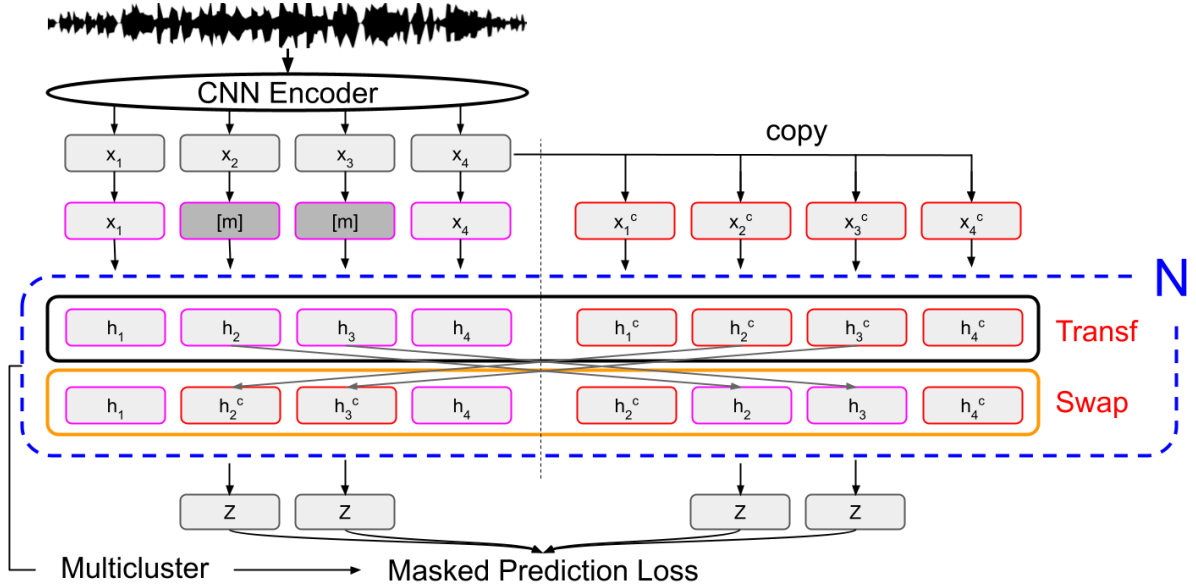 CNN Encoder
copy
x₁ x₂ x₃ x₄
x₁ [m] [m] x₄ x₁ᶜ x₂ᶜ x₃ᶜ x₄ᶜ
N
h₁ h₂ h₃ h₄ h₁ᶜ h₂ᶜ h₃ᶜ h₄ᶜ Transf
h₁ h₂ᶜ h₃ᶜ h₄ h₂ᶜ h₂ h₃ h₄ᶜ Swap
Z Z Z Z
Multicluster Masked Prediction Loss